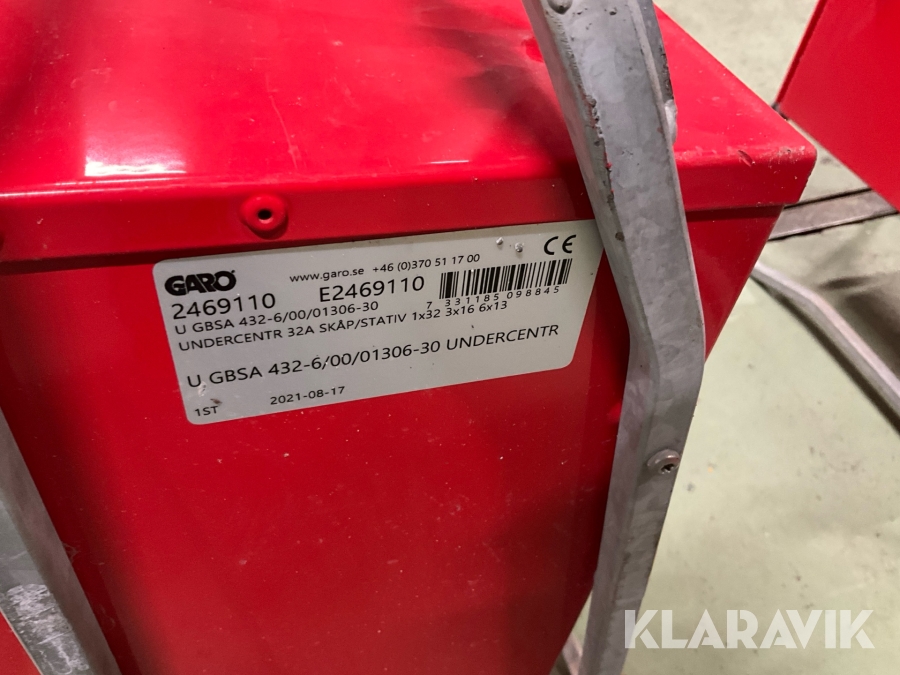 GARO www.garo.se +46 (0)370 51 17 00 CE
2469110 E2469110
7 331185 098845
U GBSA 432-6/00/01306-30
UNDERCENTR 32A SKÅP/STATIV 1x32 3x16 6x13
U GBSA 432-6/00/01306-30 UNDERCENTR
1ST 2021-08-17
KLARAVIK